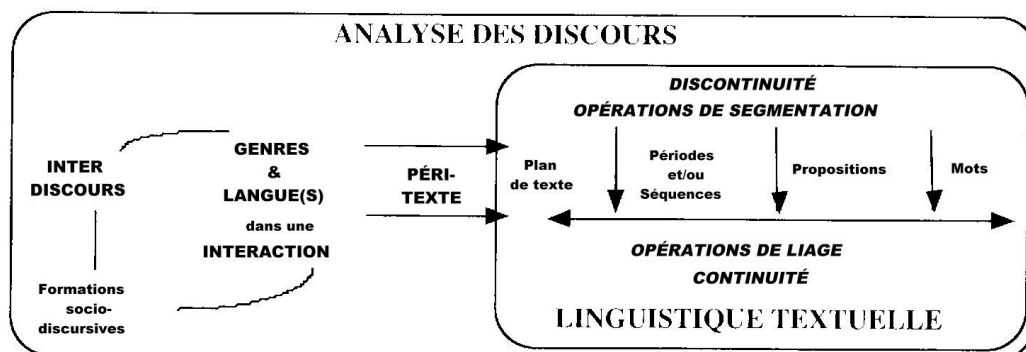 ANALYSE DES DISCOURS
INTER
DISCOURS
Formations
socio-
discursives
GENRES
&
LANGUE(S)
dans une
INTERACTION
PÉRI-
TEXTE
DISCONTINUITÉ
OPÉRATIONS DE SEGMENTATION
Plan
de texte
Périodes
et/ou
Séquences
Propositions
Mots
OPÉRATIONS DE LIAGE
CONTINUITÉ
LINGUISTIQUE TEXTUELLE